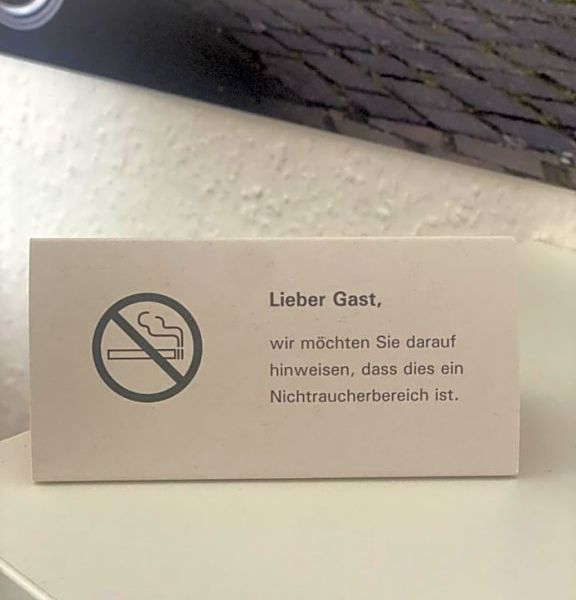 Lieber Gast,
wir möchten Sie darauf
hinweisen, dass dies ein
Nichtraucherbereich ist.